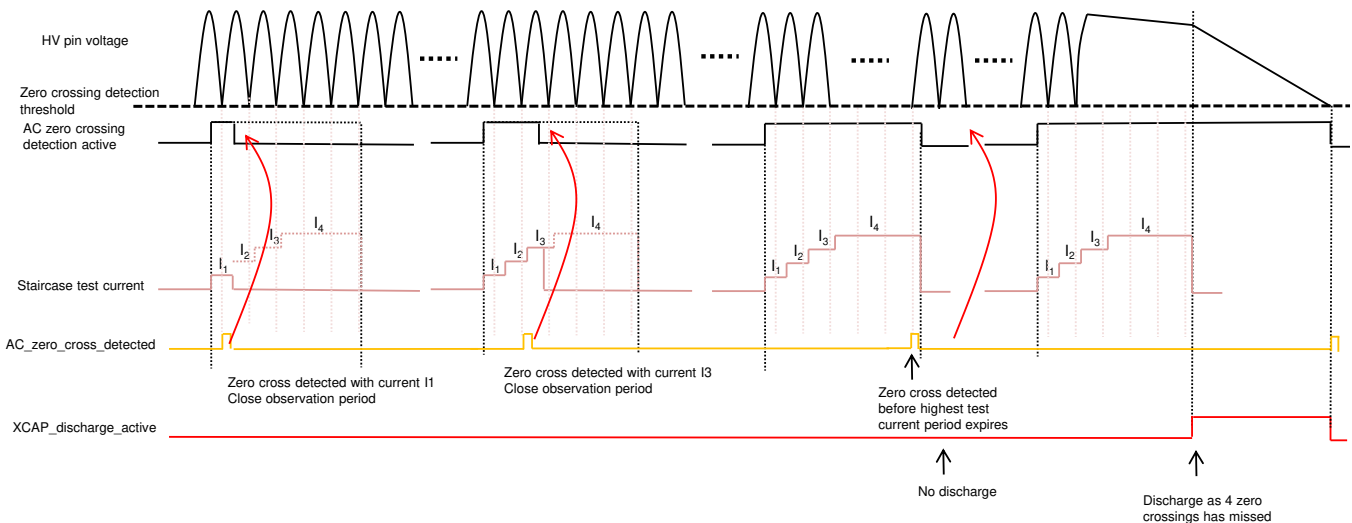 HV pin voltage
Zero crossing detection
threshold
AC zero crossing
detection active
I1
I2
I3
I4
I1
I2
I3
I4
I1
I2
I3
I4
I1
I2
I3
I4
Staircase test current
AC_zero_cross_detected
Zero cross detected with current I1
Close observation period
Zero cross detected with current I3
Close observation period
Zero cross detected
before highest test
current period expires
XCAP_discharge_active
No discharge
Discharge as 4 zero
crossings has missed